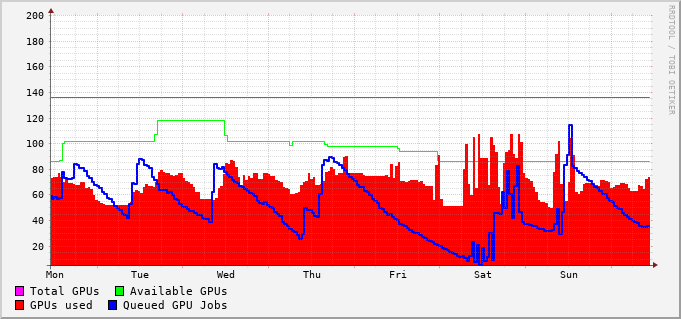 200
180
160
140
120
100
80
60
40
20
Mon Tue Wed Thu Fri Sat Sun
Total GPUs Available GPUs
GPUs used Queued GPU Jobs
RRDTOOL / TOBI OETIKER